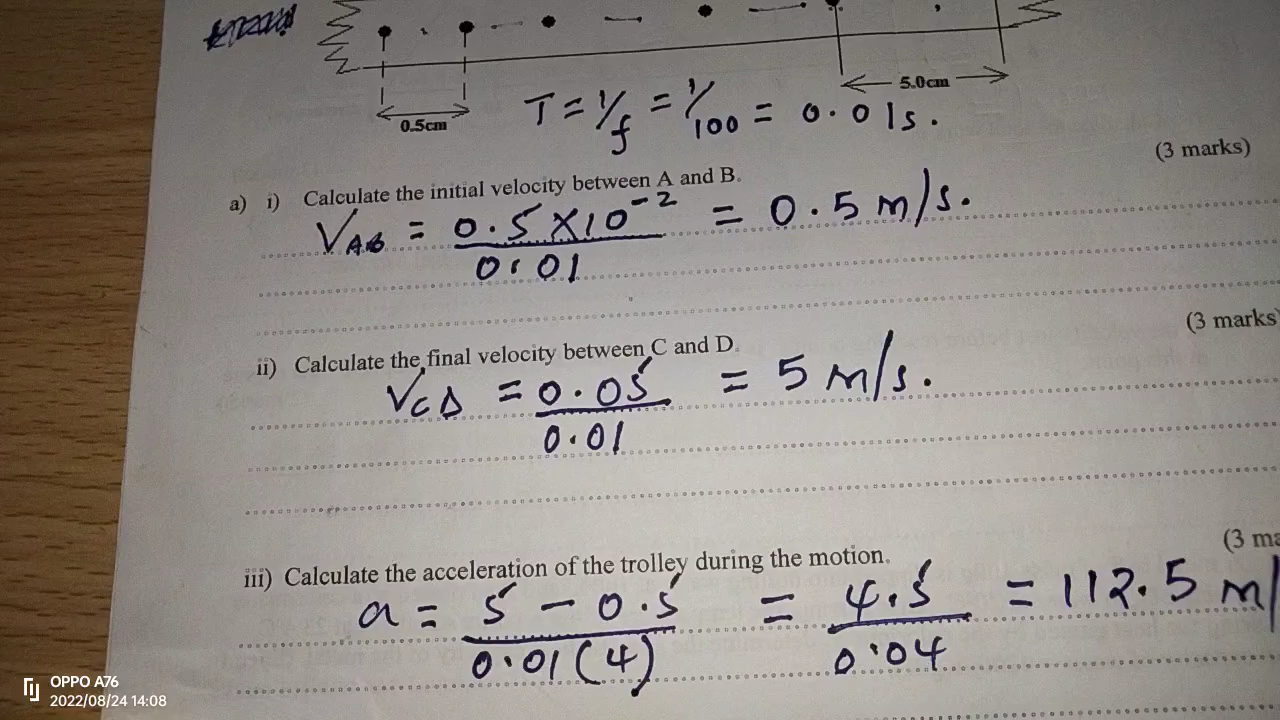 0.5cm
5.0cm
T = 1/f = 1/100 = 0.01s.
(3 marks)
a) i) Calculate the initial velocity between A and B.
VAB = 0.5 X 10⁻² / 0.01 = 0.5 m/s.
(3 marks
ii) Calculate the final velocity between C and D.
VCD = 0.05 / 0.01 = 5 m/s.
(3 ma
iii) Calculate the acceleration of the trolley during the motion.
a = 5 - 0.5 / 0.01(4) = 4.5 / 0.04 = 112.5 m/
OPPO A76
2022/08/24 14:08